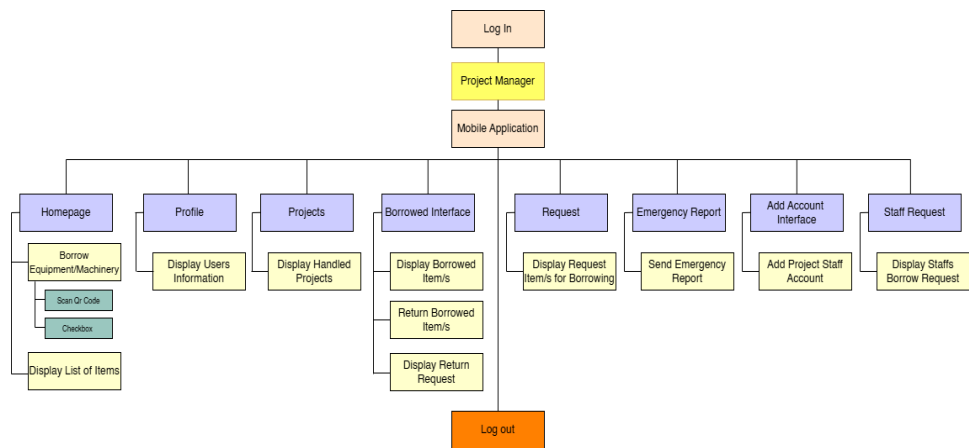 Log In
Project Manager
Mobile Application
Homepage
Profile
Projects
Borrowed Interface
Request
Emergency Report
Add Account
Interface
Staff Request
Borrow
Equipment/Machinery
Scan Qr Code
Checkbox
Display List of Items
Display Users
Information
Display Handled
Projects
Display Borrowed
Item/s
Return Borrowed
Item/s
Display Return
Request
Display Request
Item/s for Borrowing
Send Emergency
Report
Add Project Staff
Account
Display Staffs
Borrow Request
Log out